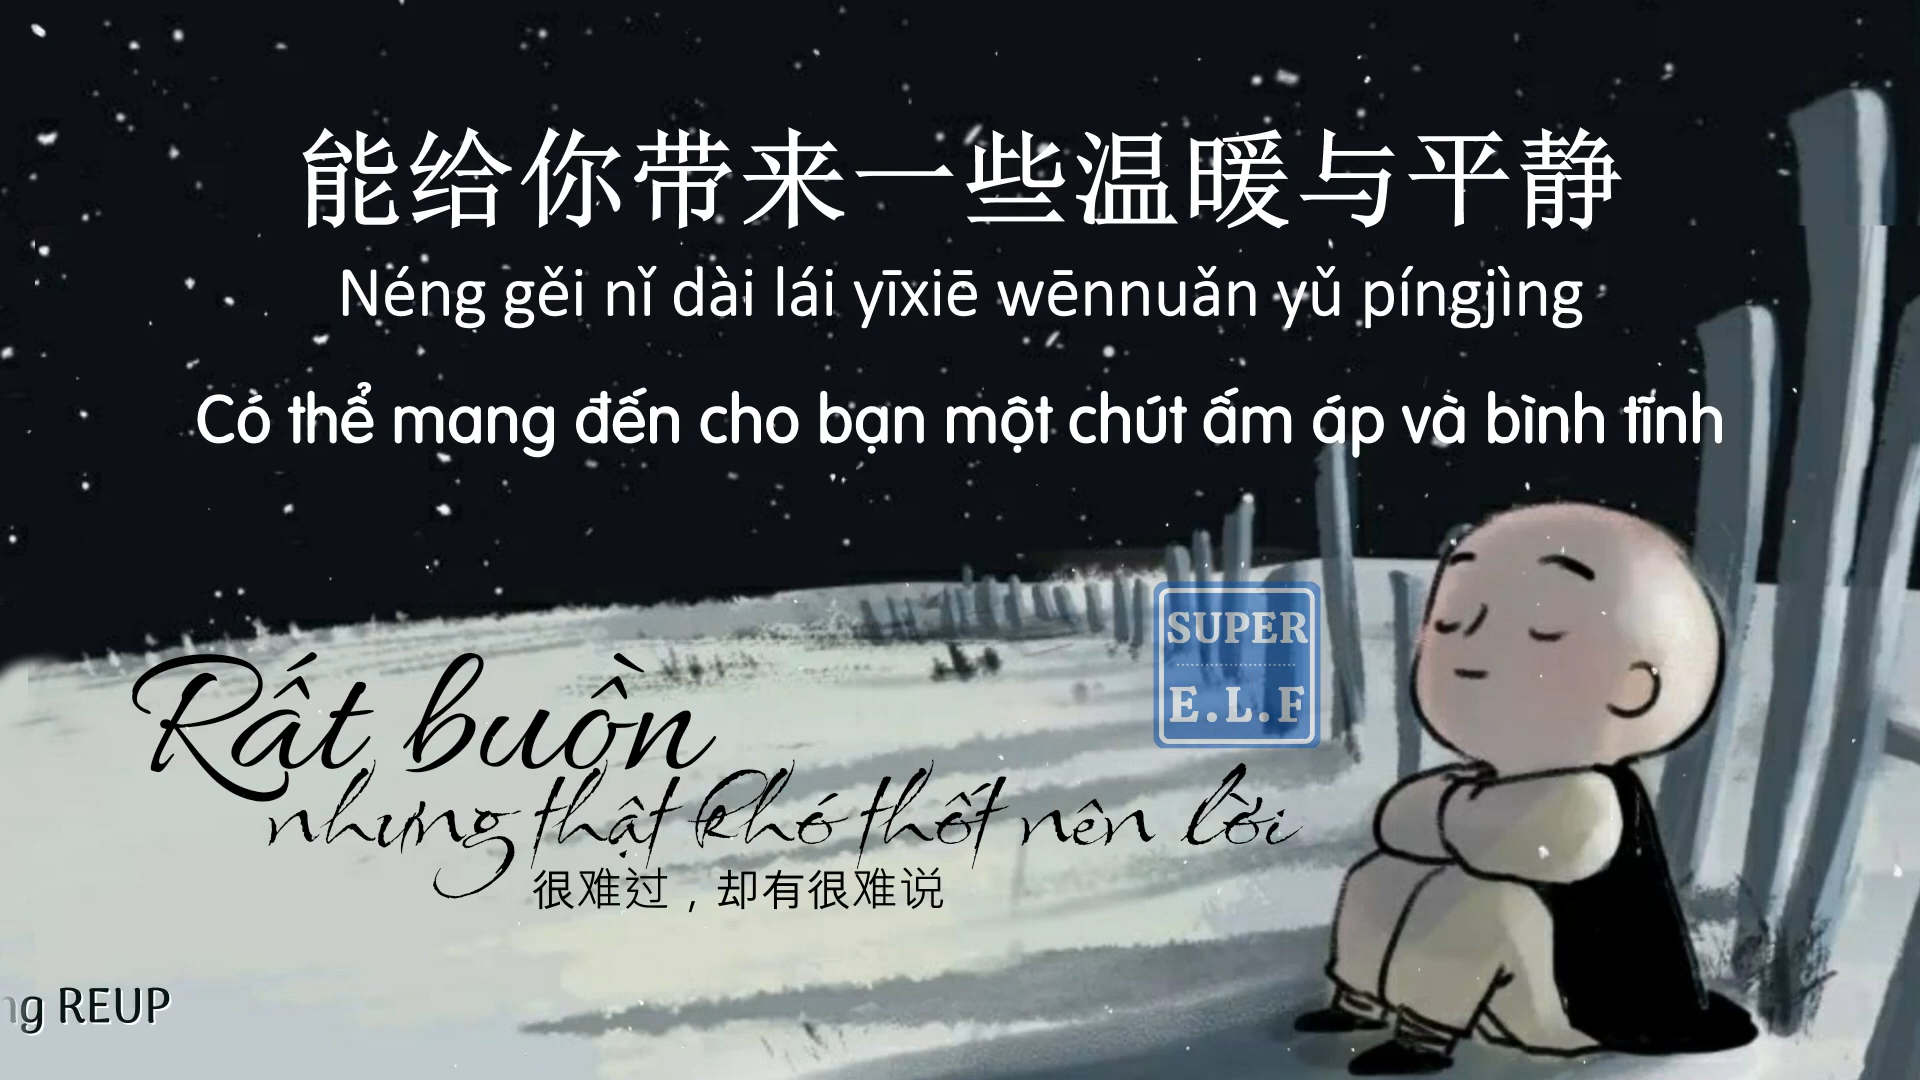 能给你带来一些温暖与平静
Néng gěi nǐ dài lái yīxiē wēnnuǎn yǔ píngjìng
Có thể mang đến cho bạn một chút ấm áp và bình tĩnh
SUPER
E.L.F
Rất buồn
nhưng thật khó thốt nên lời
很难过，却有很难说
ng REUP